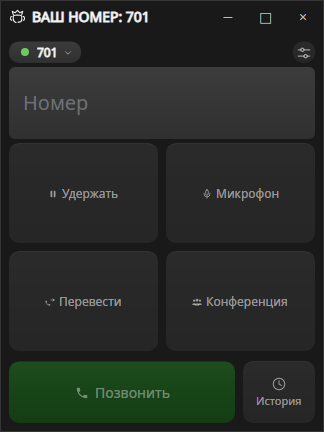 ВАШ НОМЕР: 701
701
Номер
Удержать
Микрофон
Перевести
Конференция
Позвонить
История